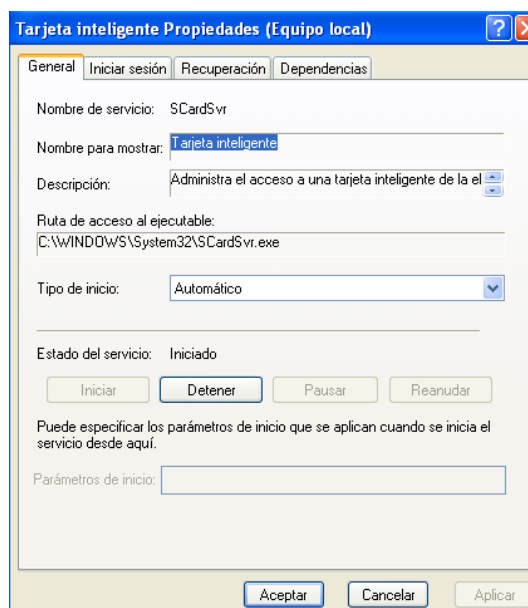 Tarjeta inteligente Propiedades (Equipo local)
General Iniciar sesión Recuperación Dependencias
Nombre de servicio: SCardSvr
Nombre para mostrar: Tarjeta inteligente
Descripción: Administra el acceso a una tarjeta inteligente de la el
Ruta de acceso al ejecutable:
C:\WINDOWS\System32\SCardSvr.exe
Tipo de inicio: Automático
Estado del servicio: Iniciado
Iniciar Detener Pausar Reanudar
Puede especificar los parámetros de inicio que se aplican cuando se inicia el
servicio desde aquí.
Parámetros de inicio:
Aceptar Cancelar Aplicar